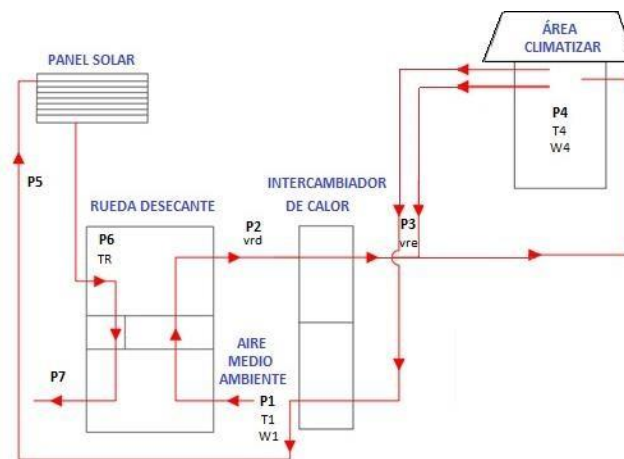 ÁREA
CLIMATIZAR
PANEL SOLAR
P4
T4
W4
P5
INTERCAMBIADOR
DE CALOR
RUEDA DESECANTE
P2
vrd
P3
vre
P6
TR
AIRE
MEDIO
AMBIENTE
P7
P1
T1
W1